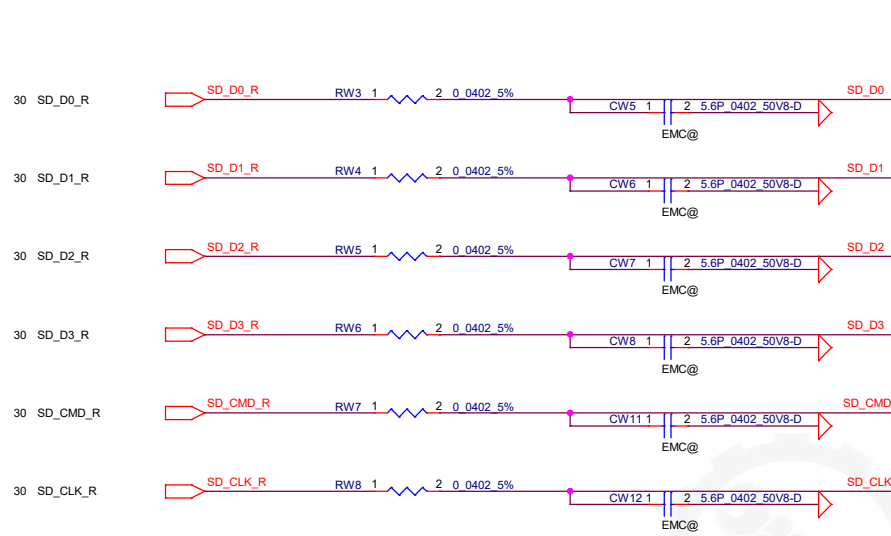 SD_D0_R RW3 1 2 0_0402_5% SD_D0
30 SD_D0_R
CW5 1 2 5.6P_0402_50V8-D
EMC@
SD_D1_R RW4 1 2 0_0402_5% SD_D1
30 SD_D1_R
CW6 1 2 5.6P_0402_50V8-D
EMC@
SD_D2_R RW5 1 2 0_0402_5% SD_D2
30 SD_D2_R
CW7 1 2 5.6P_0402_50V8-D
EMC@
SD_D3_R RW6 1 2 0_0402_5% SD_D3
30 SD_D3_R
CW8 1 2 5.6P_0402_50V8-D
EMC@
SD_CMD_R RW7 1 2 0_0402_5% SD_CMD
30 SD_CMD_R
CW11 1 2 5.6P_0402_50V8-D
EMC@
SD_CLK_R RW8 1 2 0_0402_5% SD_CLK
30 SD_CLK_R
CW12 1 2 5.6P_0402_50V8-D
EMC@